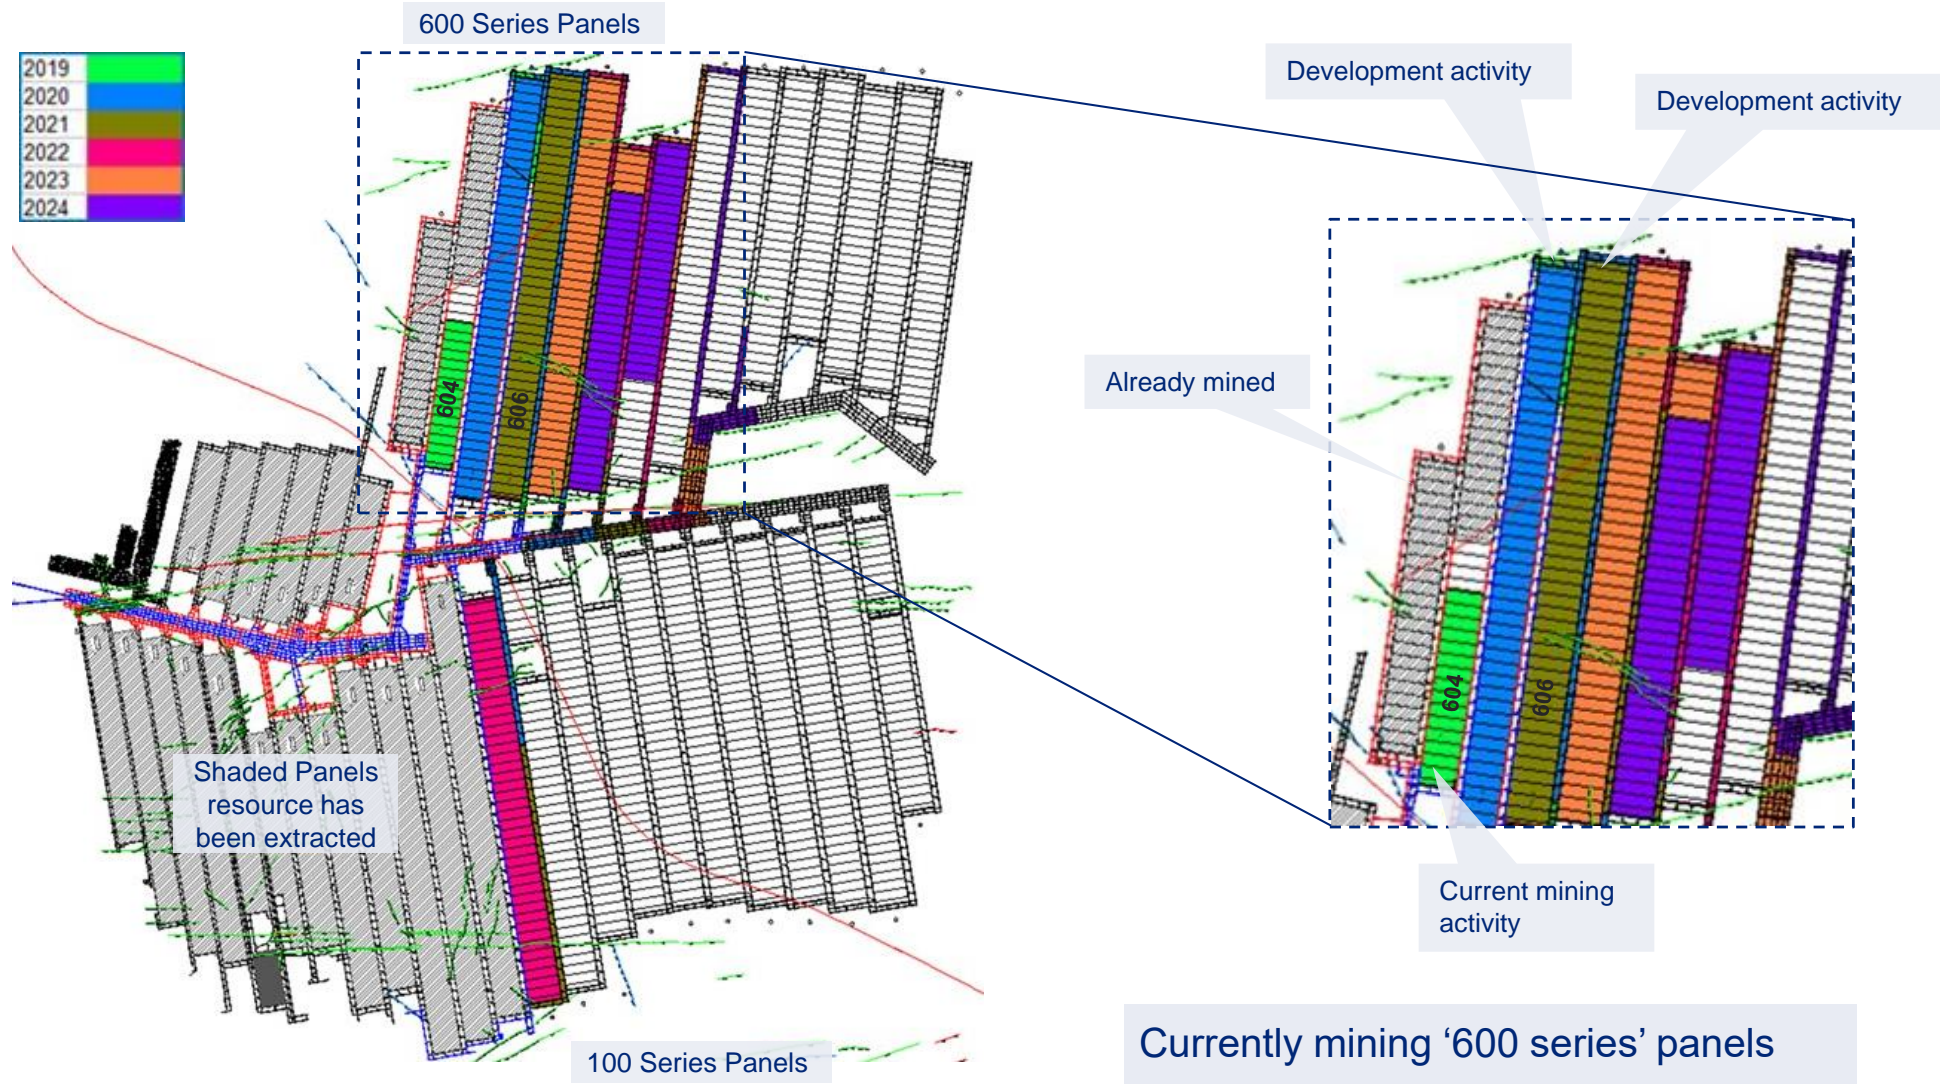 600 Series Panels
2019
2020
2021
2022
2023
2024
Development activity
Development activity
Already mined
604
606
604
606
Shaded Panels
resource has
been extracted
Current mining
activity
100 Series Panels
Currently mining ‘600 series’ panels